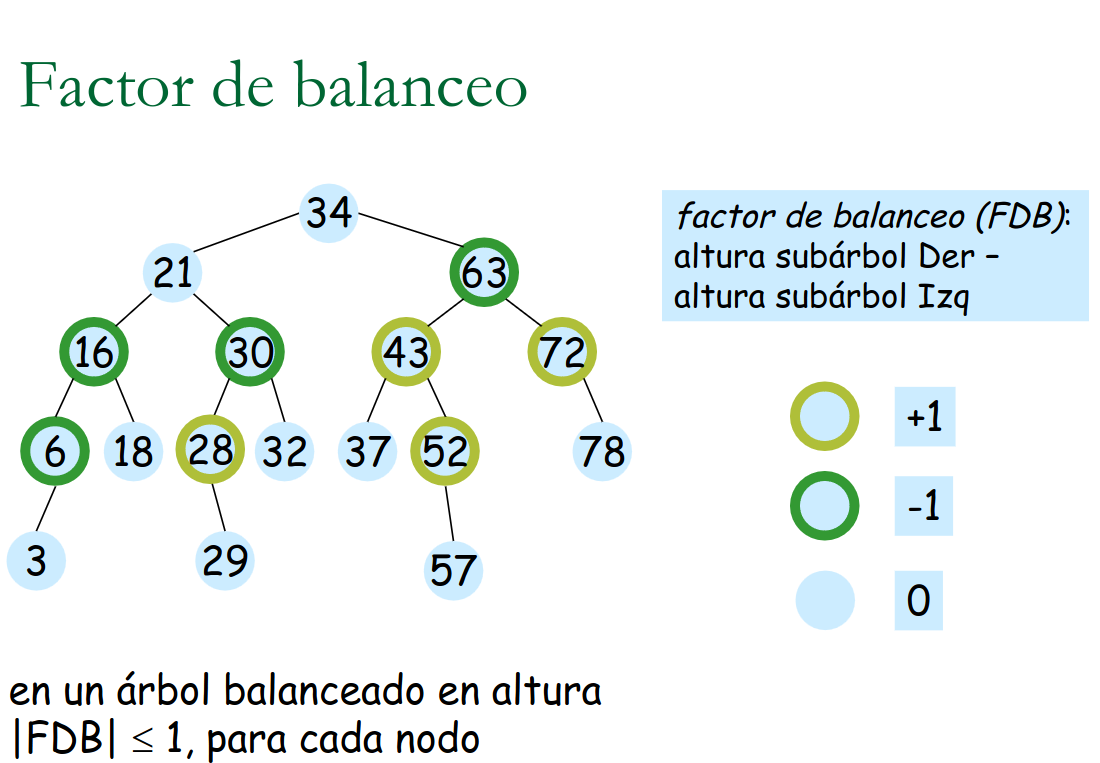 Factor de balanceo
34
21 63
16 30 43 72
6 18 28 32 37 52 78
3 29 57
factor de balanceo (FDB):
altura subárbol Der –
altura subárbol Izq
+1
-1
0
en un árbol balanceado en altura
|FDB| ≤ 1, para cada nodo